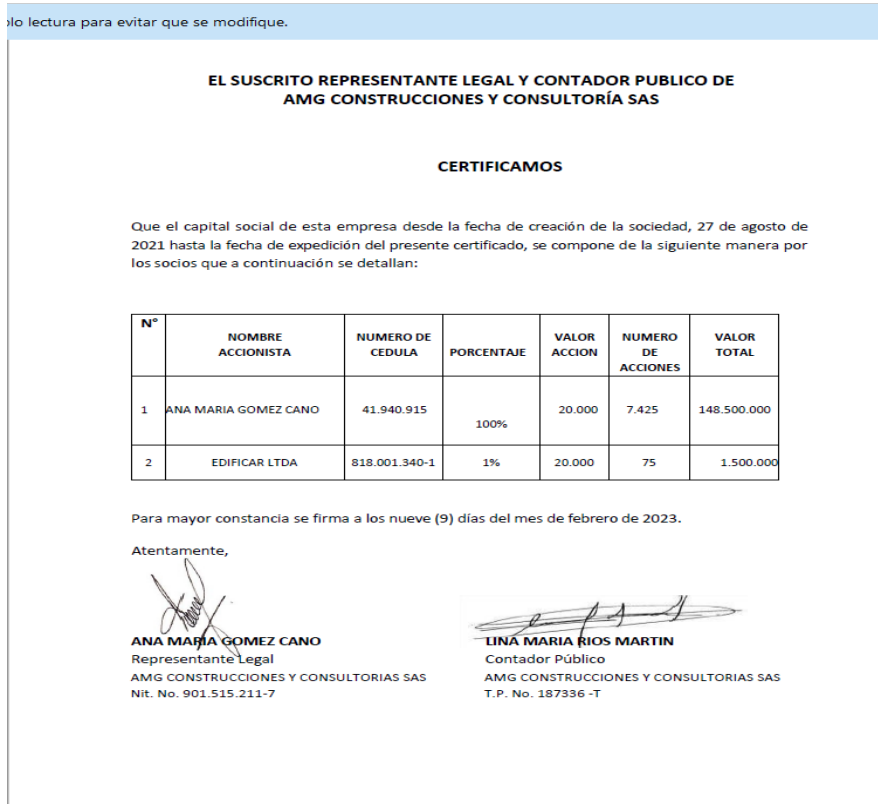 olo lectura para evitar que se modifique.
EL SUSCRITO REPRESENTANTE LEGAL Y CONTADOR PUBLICO DE
AMG CONSTRUCCIONES Y CONSULTORÍA SAS
CERTIFICAMOS
Que el capital social de esta empresa desde la fecha de creación de la sociedad, 27 de agosto de
2021 hasta la fecha de expedición del presente certificado, se compone de la siguiente manera por
los socios que a continuación se detallan:
N° NOMBRE ACCIONISTA NUMERO DE CEDULA PORCENTAJE VALOR ACCION NUMERO DE ACCIONES VALOR TOTAL
1 ANA MARIA GOMEZ CANO 41.940.915 100% 20.000 7.425 148.500.000
2 EDIFICAR LTDA 818.001.340-1 1% 20.000 75 1.500.000
Para mayor constancia se firma a los nueve (9) días del mes de febrero de 2023.
Atentamente,
ANA MARIA GOMEZ CANO LINA MARIA RIOS MARTIN
Representante Legal Contador Público
AMG CONSTRUCCIONES Y CONSULTORIAS SAS AMG CONSTRUCCIONES Y CONSULTORIAS SAS
Nit. No. 901.515.211-7 T.P. No. 187336 -T